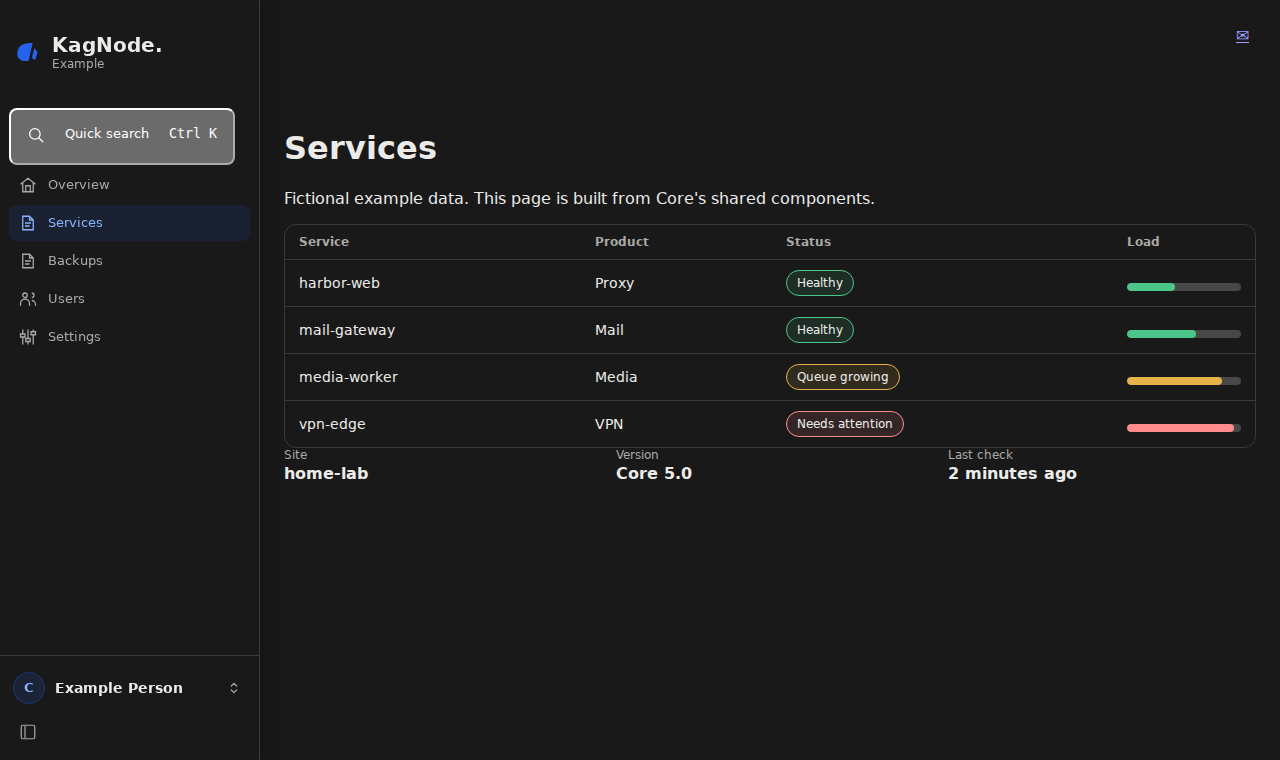 KagNode.
Example
Quick search Ctrl K
Overview
Services
Backups
Users
Settings
C Example Person
✉
Services
Fictional example data. This page is built from Core's shared components.
Service Product Status Load
harbor-web Proxy Healthy
mail-gateway Mail Healthy
media-worker Media Queue growing
vpn-edge VPN Needs attention
Site Version Last check
home-lab Core 5.0 2 minutes ago